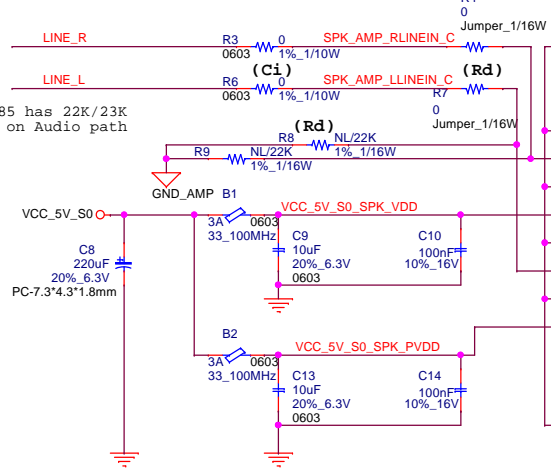 0
Jumper_1/16W
LINE_R
R3
0
SPK_AMP_RLINEIN_C
0603
1%_1/10W
(Ci)
(Rd)
LINE_L
R6
0
SPK_AMP_LLINEIN_C
0603
1%_1/10W
R7
0
Jumper_1/16W
85 has 22K/23K
on Audio path
(Rd)
R8
NL/22K
1%_1/16W
R9
NL/22K
1%_1/16W
GND_AMP
B1
VCC_5V_S0
VCC_5V_S0_SPK_VDD
3A
0603
33_100MHz
C8
220uF
20%_6.3V
PC-7.3*4.3*1.8mm
C9
10uF
20%_6.3V
0603
C10
100nF
10%_16V
B2
VCC_5V_S0_SPK_PVDD
3A
0603
33_100MHz
C13
10uF
20%_6.3V
0603
C14
100nF
10%_16V